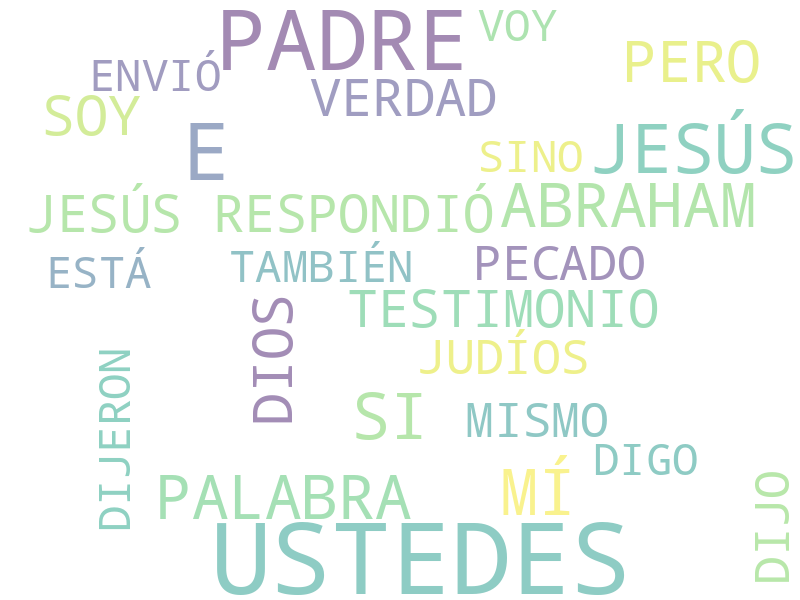 PADRE
VOY
PERO
ENVIÓ
VERDAD
SOY
E
SINO
JESÚS
JESÚS RESPONDIÓ
ABRAHAM
ESTÁ
TAMBIÉN
PECADO
TESTIMONIO
DIOS
JUDÍOS
DIJERON
SI
MISMO
DIGO
PALABRA
MÍ
DIJO
USTEDES